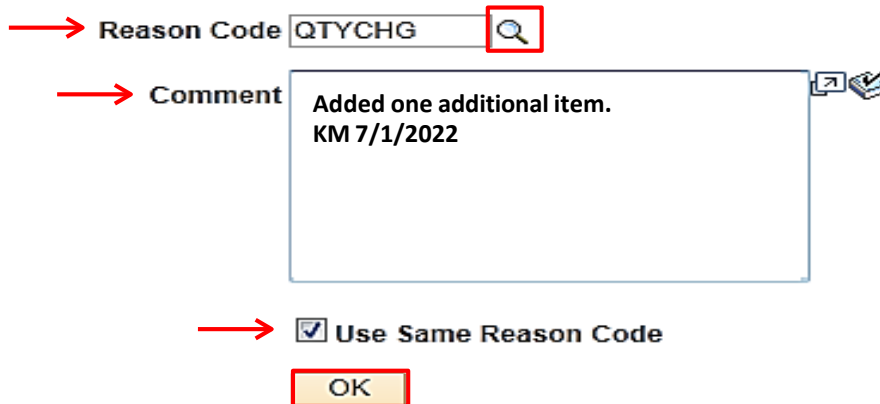 Reason Code QTYCHG
Comment Added one additional item.
KM 7/1/2022
Use Same Reason Code
OK